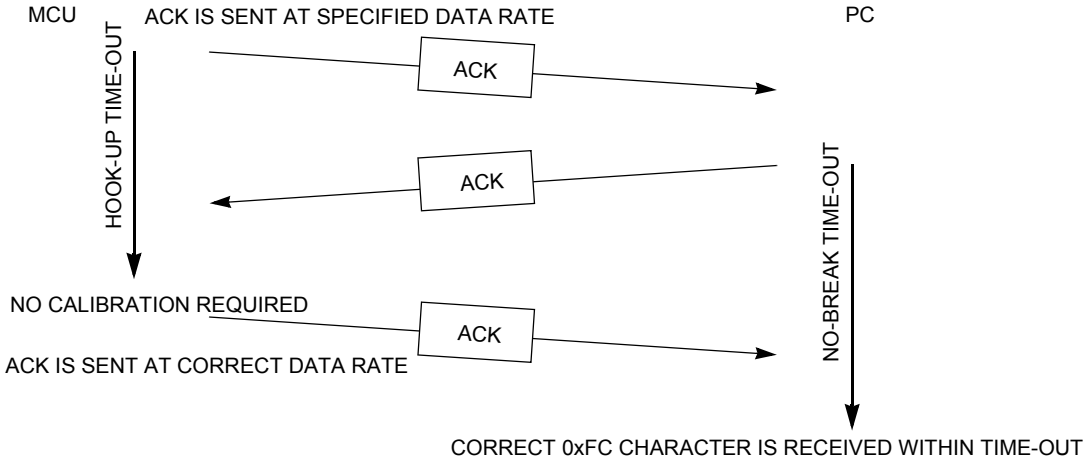 MCU
ACK IS SENT AT SPECIFIED DATA RATE
PC
HOOK-UP TIME-OUT
ACK
ACK
NO-BREAK TIME-OUT
NO CALIBRATION REQUIRED
ACK
ACK IS SENT AT CORRECT DATA RATE
CORRECT 0xFC CHARACTER IS RECEIVED WITHIN TIME-OUT